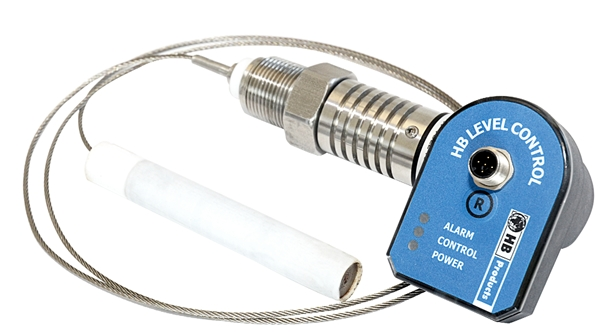 HB LEVEL CONTROL
R
ALARM
CONTROL
POWER
HB
Products